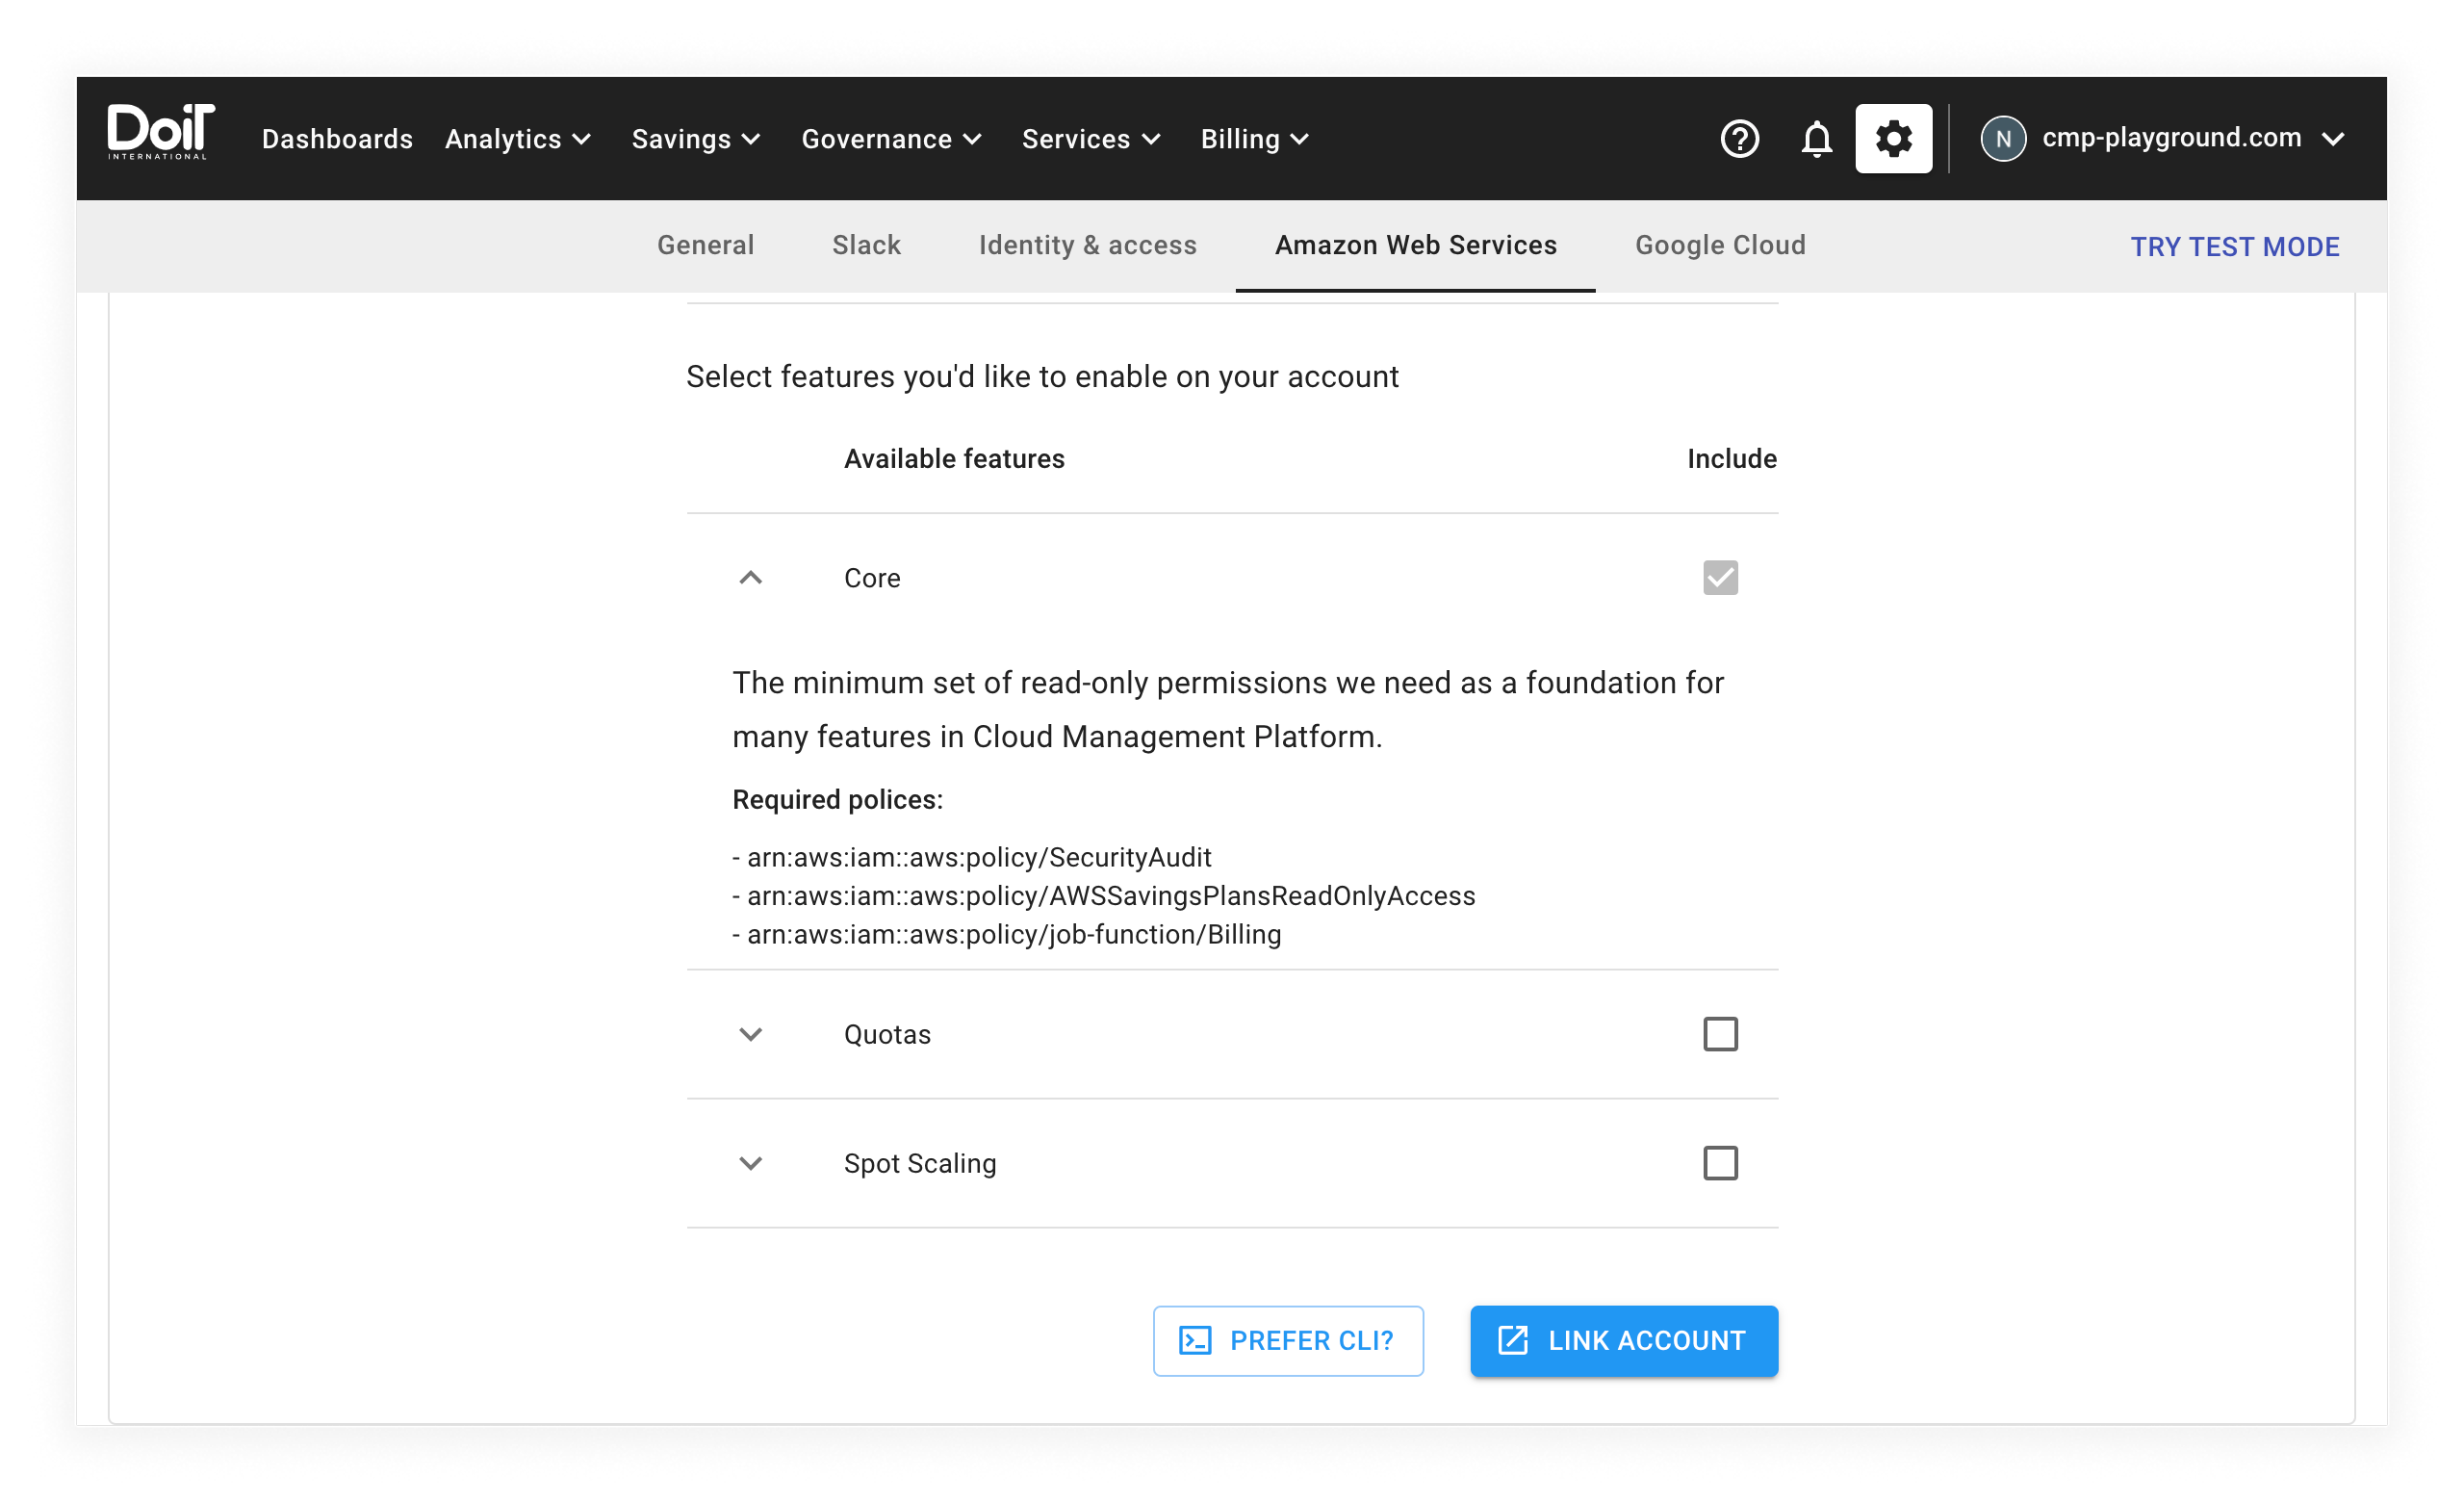 DoiT
INTERNATIONAL
Dashboards Analytics Savings Governance Services Billing
N cmp-playground.com
General Slack Identity & access Amazon Web Services Google Cloud TRY TEST MODE
Select features you'd like to enable on your account
Available features Include
Core
The minimum set of read-only permissions we need as a foundation for
many features in Cloud Management Platform.
Required polices:
- arn:aws:iam::aws:policy/SecurityAudit
- arn:aws:iam::aws:policy/AWSSavingsPlansReadOnlyAccess
- arn:aws:iam::aws:policy/job-function/Billing
Quotas
Spot Scaling
PREFER CLI? LINK ACCOUNT